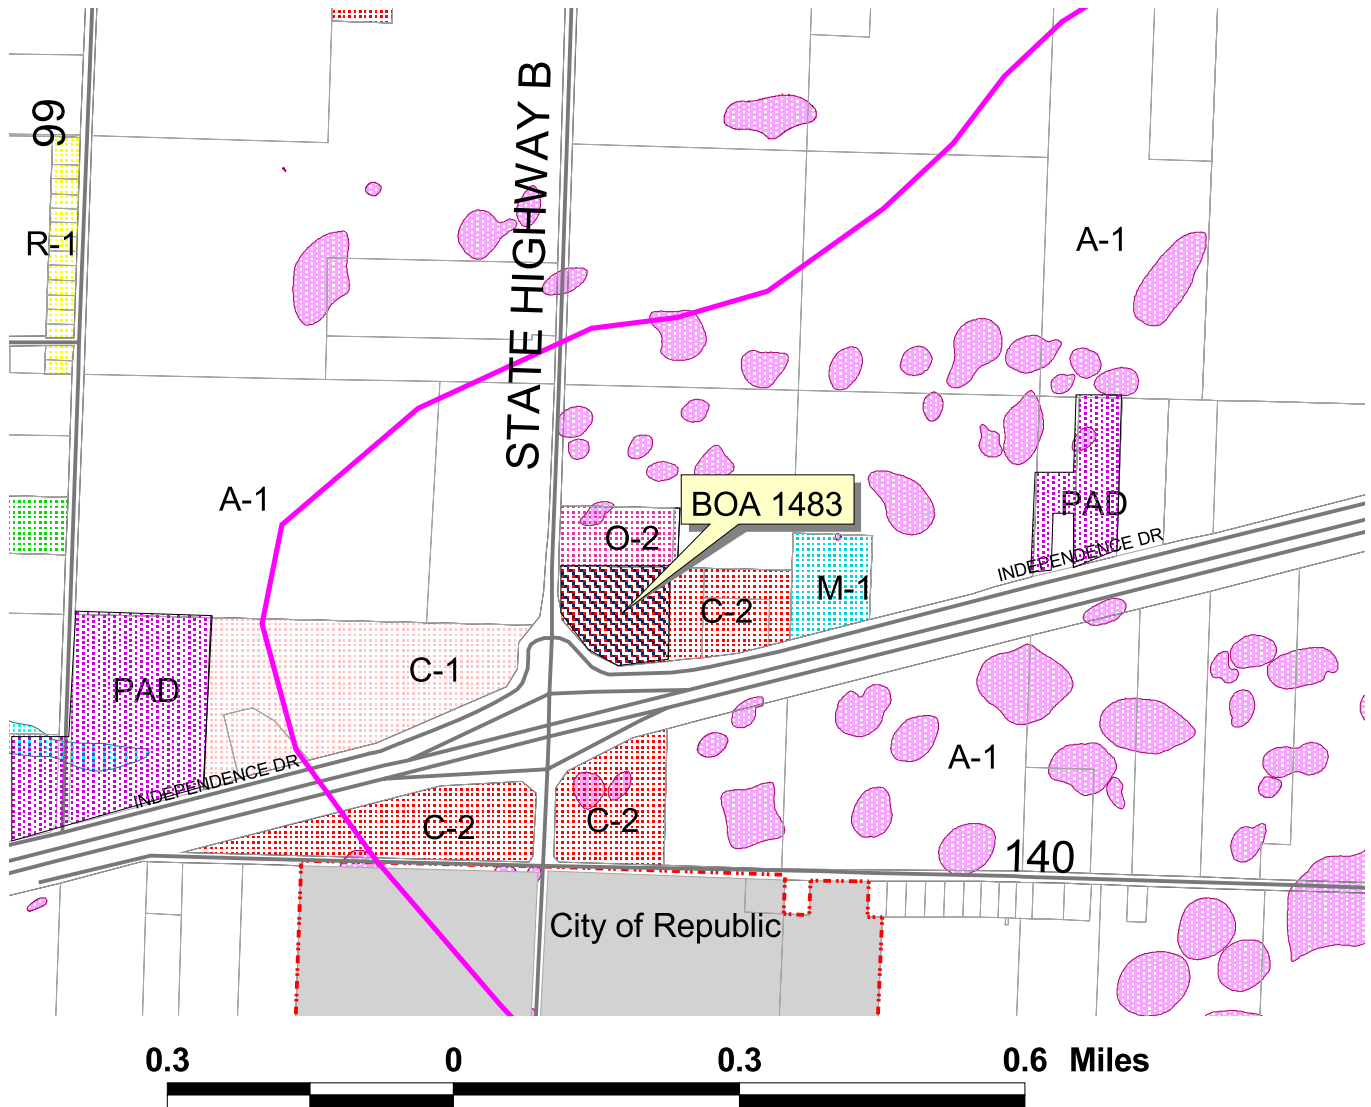 STATE HIGHWAY B
99
R-1
A-1
A-1
BOA 1483
PAD
O-2
INDEPENDENCE DR
M-1
C-2
C-1
PAD
A-1
INDEPENDENCE DR
C-2
C-2
140
City of Republic
0.3 0 0.3 0.6 Miles